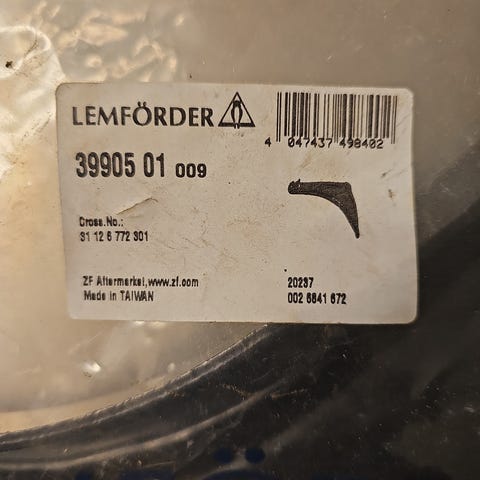 LEMFÖRDER
4 047437 498402
39905 01 009
Cross.No.:
31 12 6 772 301
ZF Aftermarket,www.zf.com
Made in TAIWAN
20237
002 6841 672